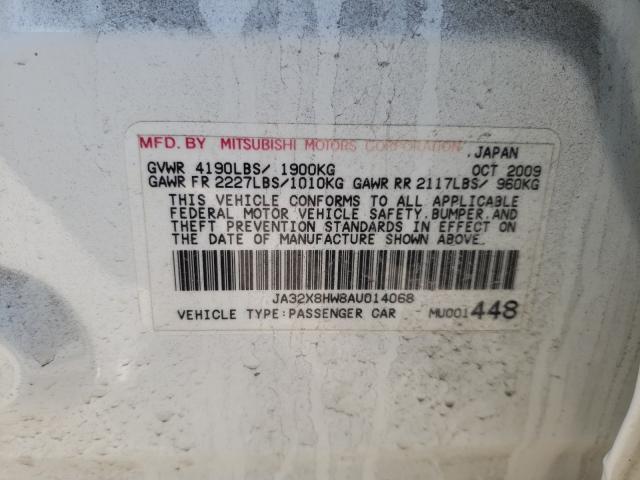 MFD. BY MITSUBISHI MOTORS CORPORATION, JAPAN
GVWR 4190LBS/ 1900KG OCT 2009
GAWR FR 2227LBS/1010KG GAWR RR 2117LBS/ 960KG
THIS VEHICLE CONFORMS TO ALL APPLICABLE
FEDERAL MOTOR VEHICLE SAFETY, BUMPER, AND
THEFT PREVENTION STANDARDS IN EFFECT ON
THE DATE OF MANUFACTURE SHOWN ABOVE.
JA32X8HW8AU014068
VEHICLE TYPE: PASSENGER CAR MU001448